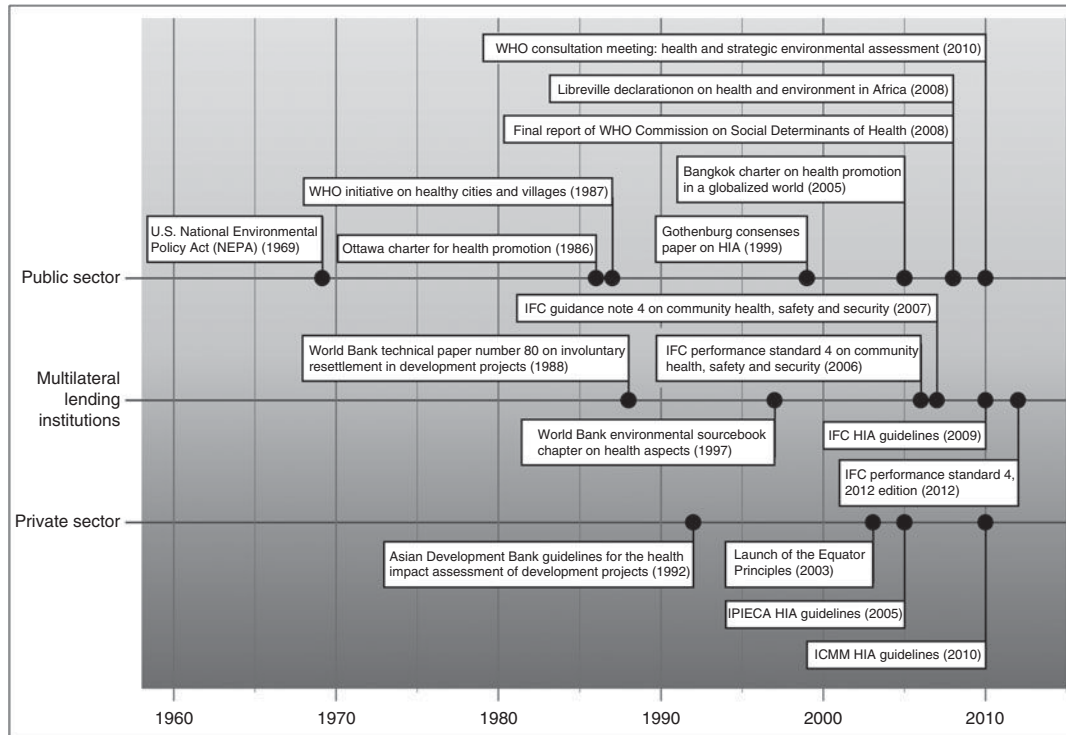 WHO consultation meeting: health and strategic environmental assessment (2010)
Libreville declarationon on health and environment in Africa (2008)
Final report of WHO Commission on Social Determinants of Health (2008)
Bangkok charter on health promotion
in a globalized world (2005)
WHO initiative on healthy cities and villages (1987)
U.S. National Environmental
Policy Act (NEPA) (1969)
Ottawa charter for health promotion (1986)
Gothenburg consenses
paper on HIA (1999)
Public sector
IFC guidance note 4 on community health, safety and security (2007)
World Bank technical paper number 80 on involuntary
resettlement in development projects (1988)
IFC performance standard 4 on community
health, safety and security (2006)
Multilateral
lending
institutions
World Bank environmental sourcebook
chapter on health aspects (1997)
IFC HIA guidelines (2009)
IFC performance standard 4,
2012 edition (2012)
Private sector
Asian Development Bank guidelines for the health
impact assessment of development projects (1992)
Launch of the Equator
Principles (2003)
IPIECA HIA guidelines (2005)
ICMM HIA guidelines (2010)
1960 1970 1980 1990 2000 2010